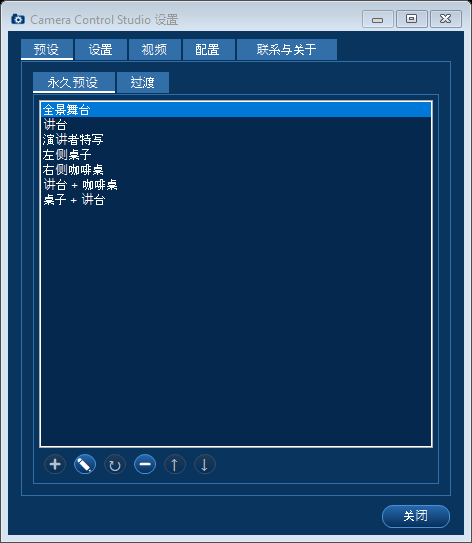 Camera Control Studio 设置
预设 设置 视频 配置 联系与关于
永久预设 过渡
全景舞台
讲台
演讲者特写
左侧桌子
右侧咖啡桌
讲台 + 咖啡桌
桌子 + 讲台
关闭